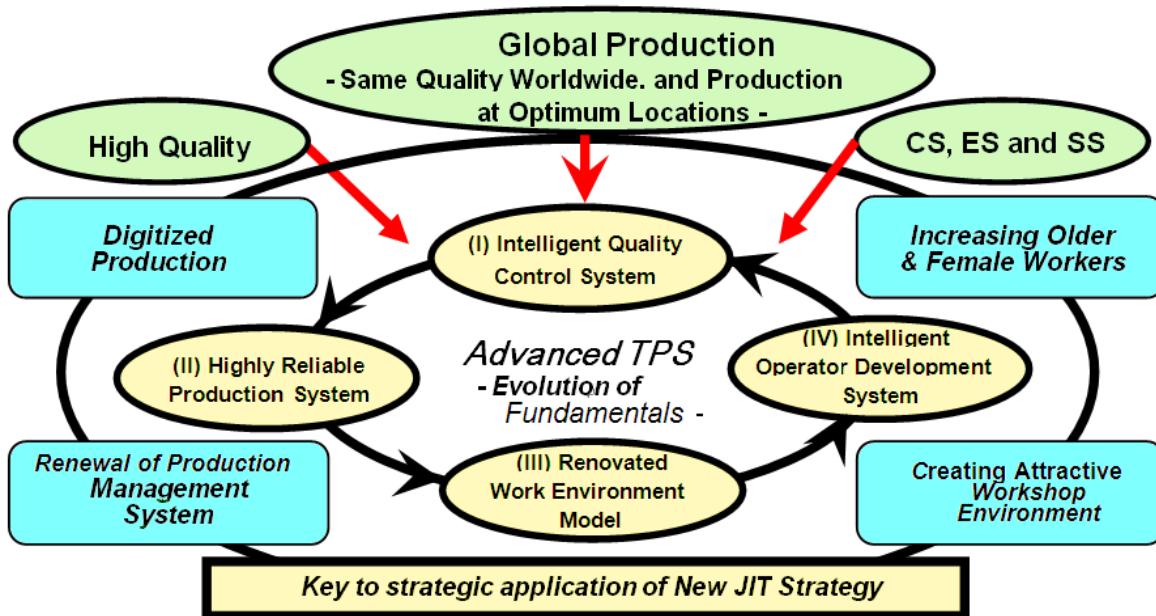 Global Production
- Same Quality Worldwide. and Production
at Optimum Locations -
High Quality
CS, ES and SS
Digitized
Production
(I) Intelligent Quality
Control System
Increasing Older
& Female Workers
(II) Highly Reliable
Production System
Advanced TPS
- Evolution of
Fundamentals -
(IV) Intelligent
Operator Development
System
Renewal of Production
Management
System
(III) Renovated
Work Environment
Model
Creating Attractive
Workshop
Environment
Key to strategic application of New JIT Strategy